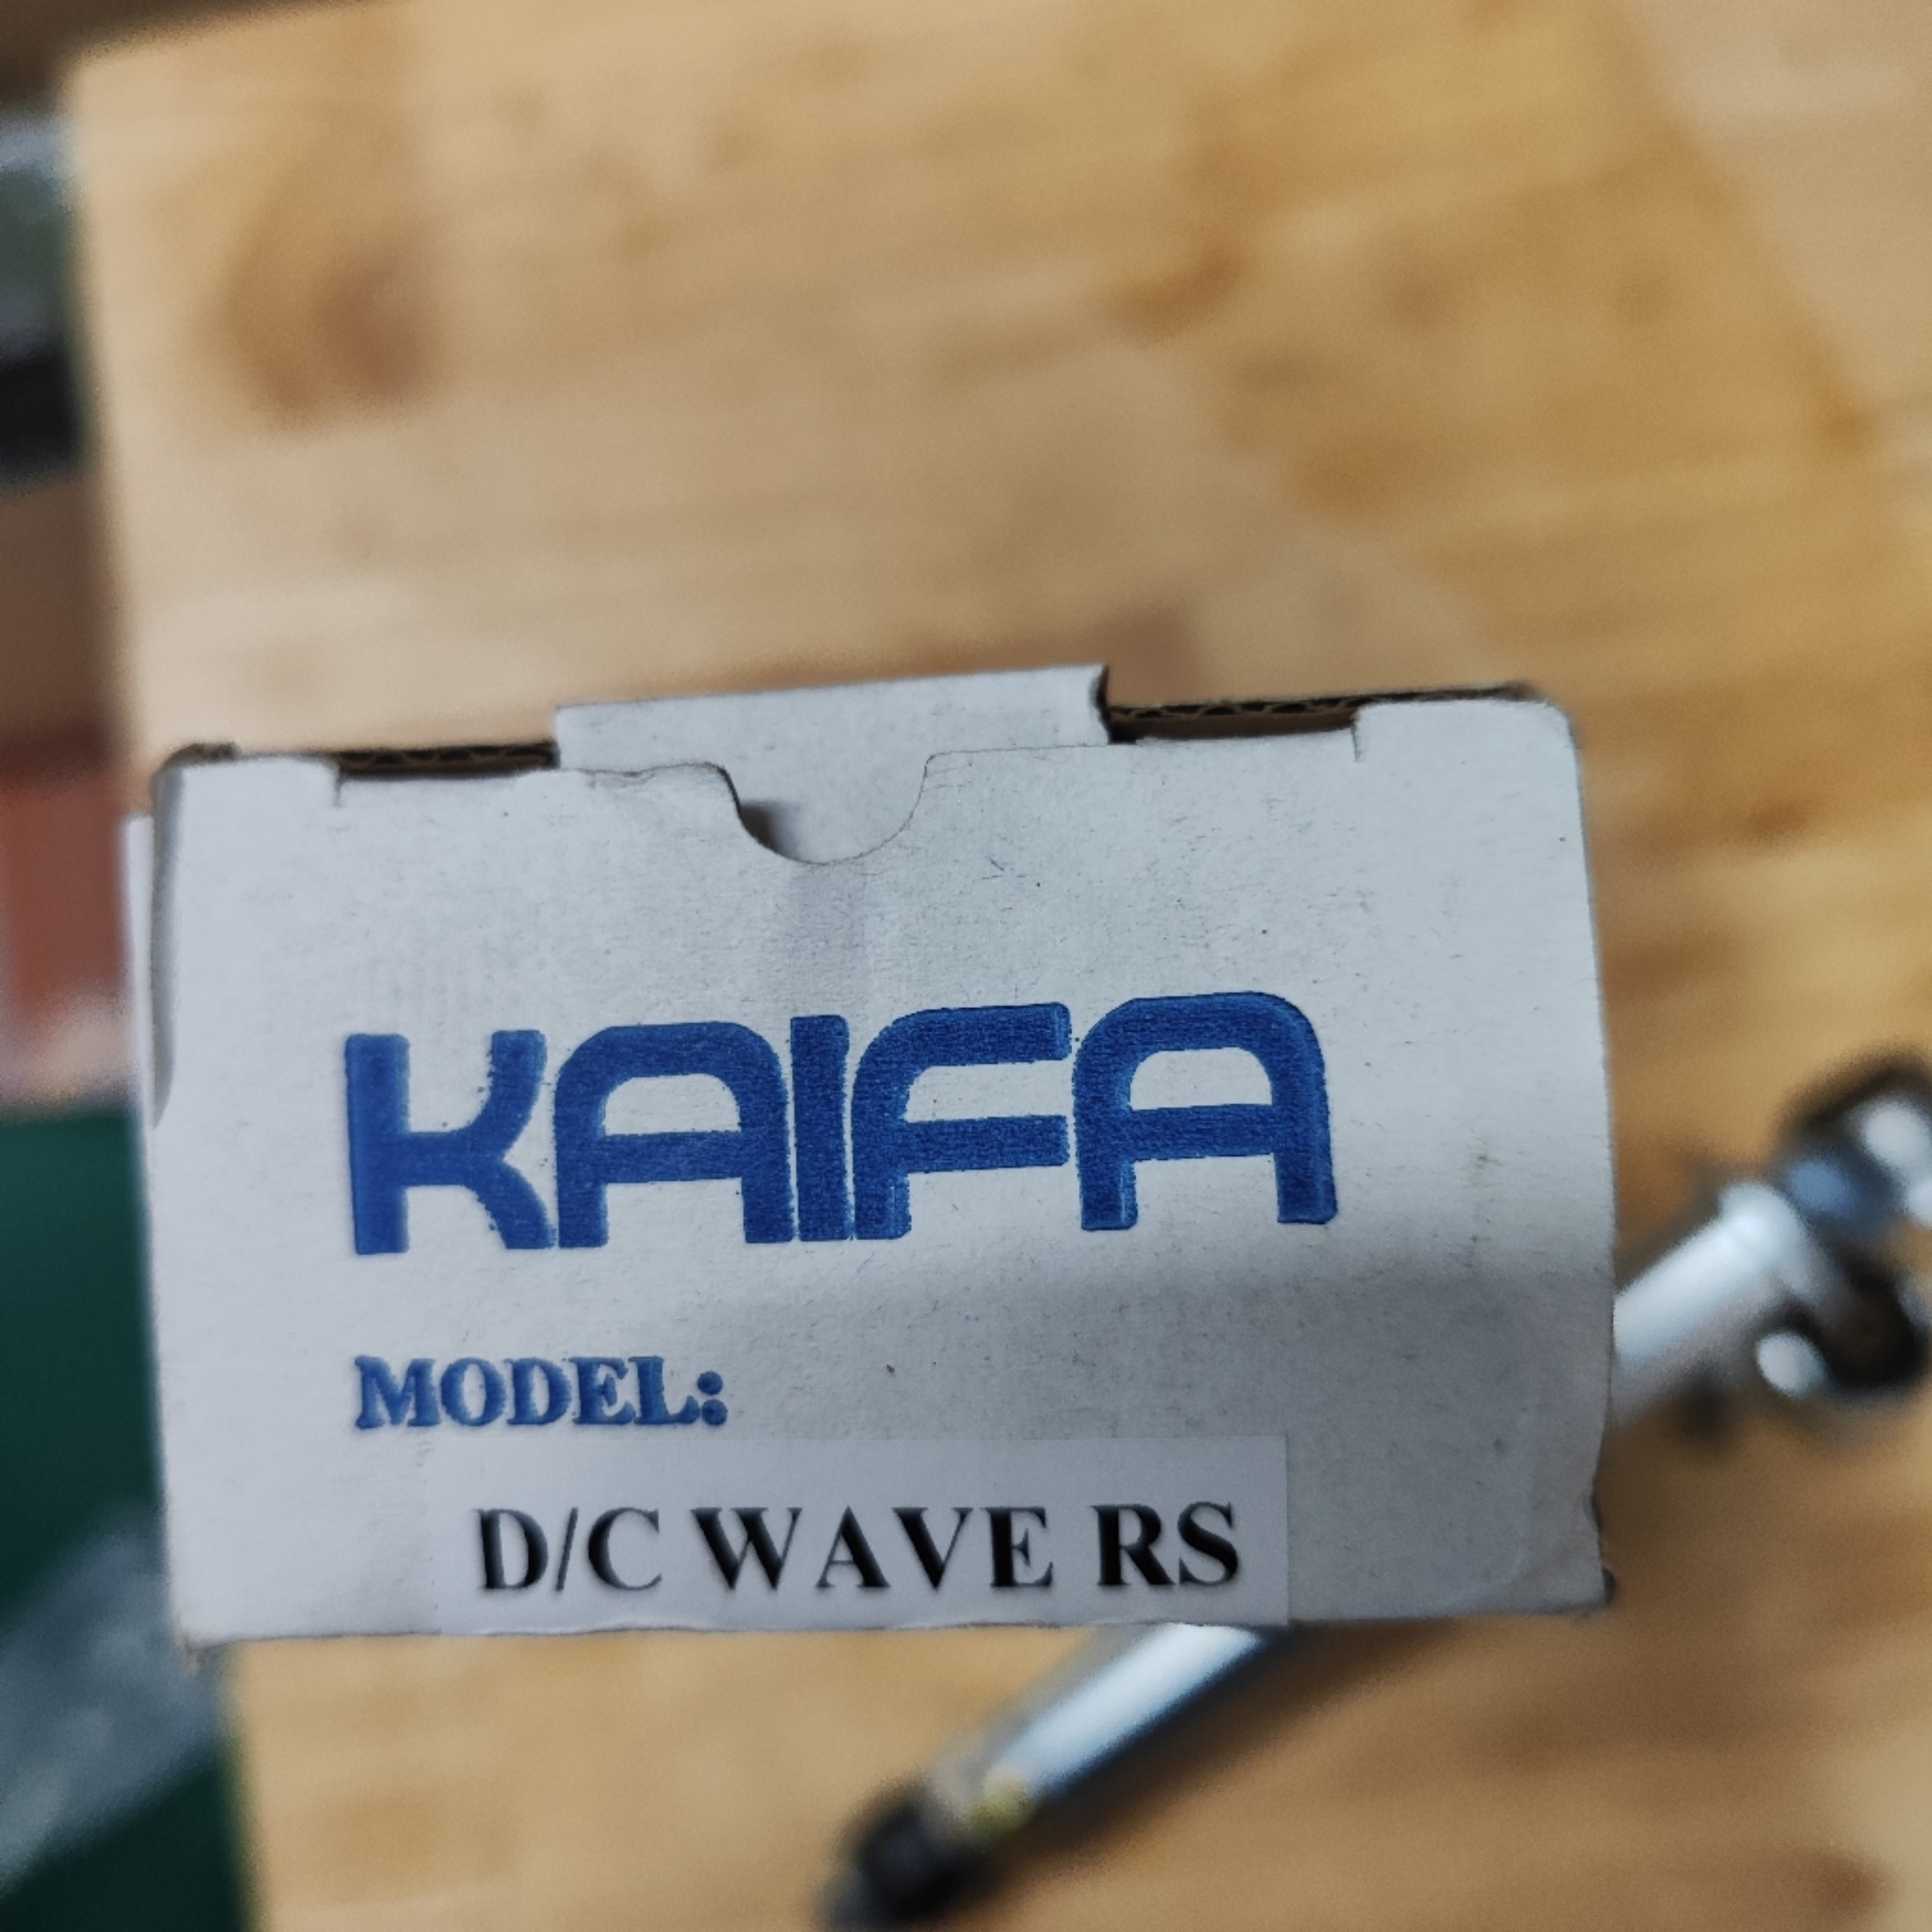 KAIFA
MODEL:
D/C WAVE RS